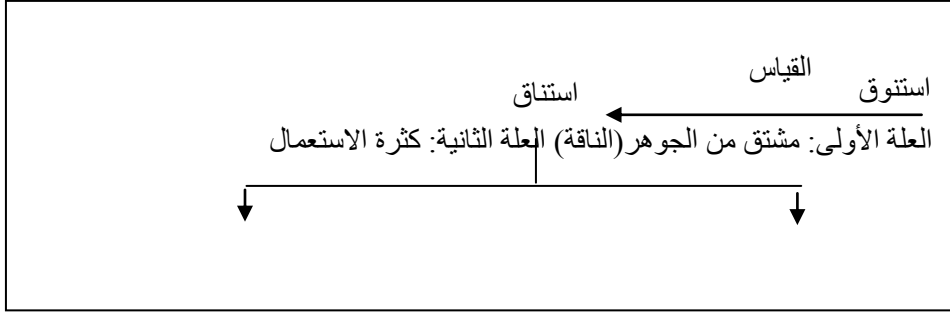 القياس
استنوق
استناق
العلة الأولى: مشتق من الجوهر(الناقة) العلة الثانية: كثرة الاستعمال